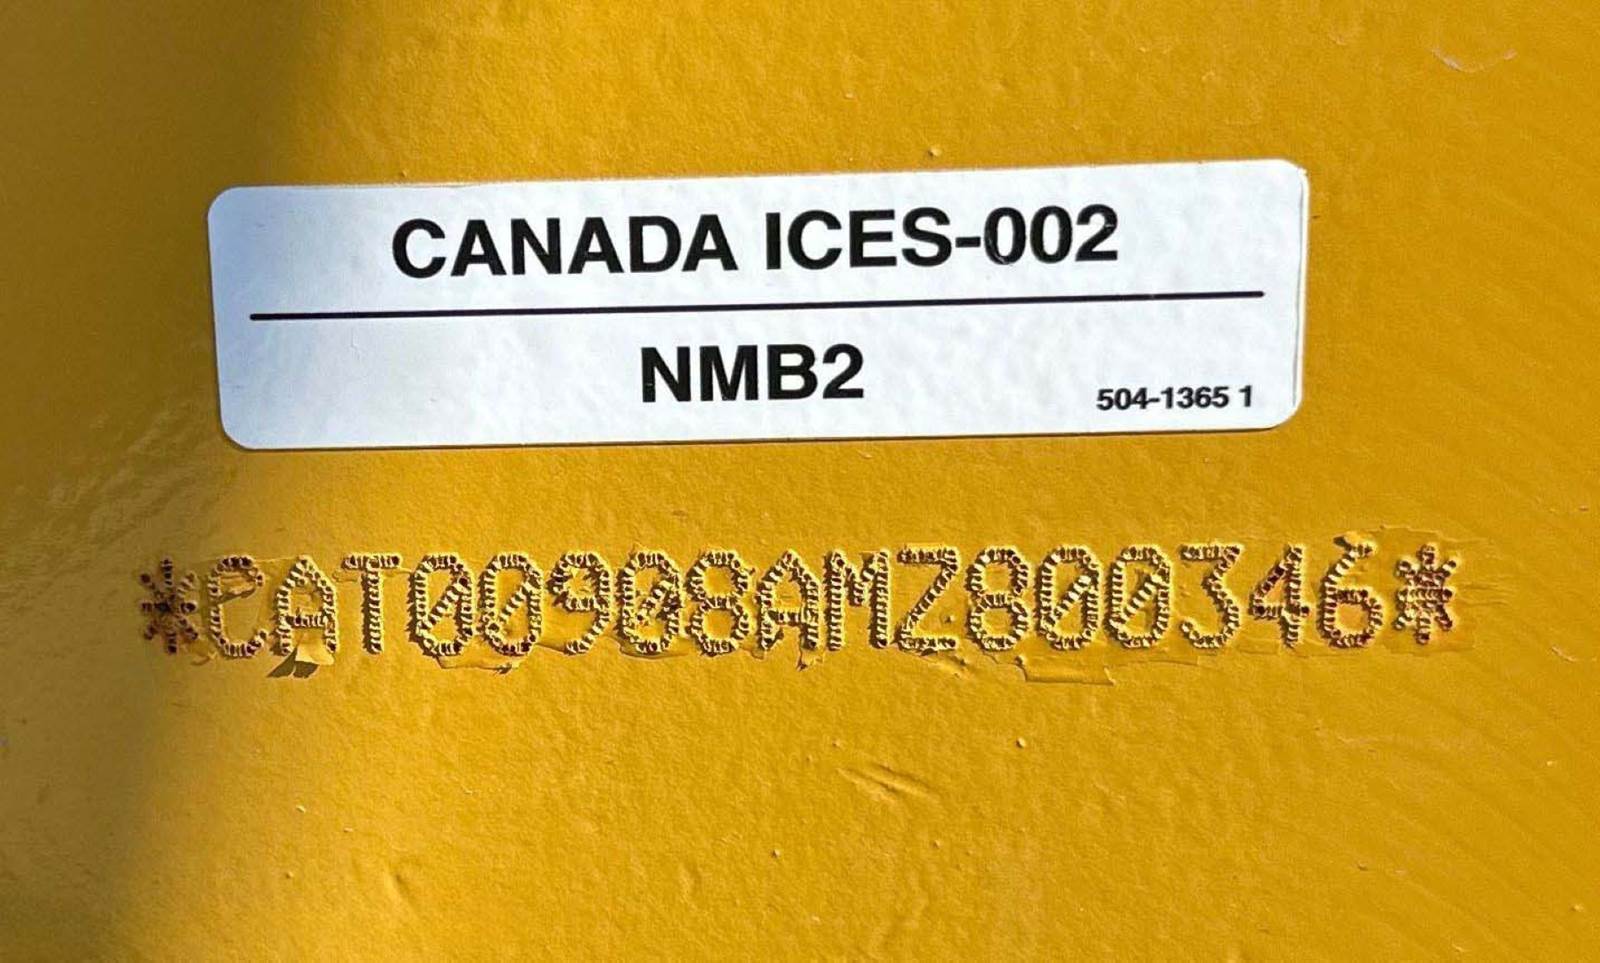 CANADA ICES-002
NMB2
504-1365 1
*CAT00908AMZ800346*